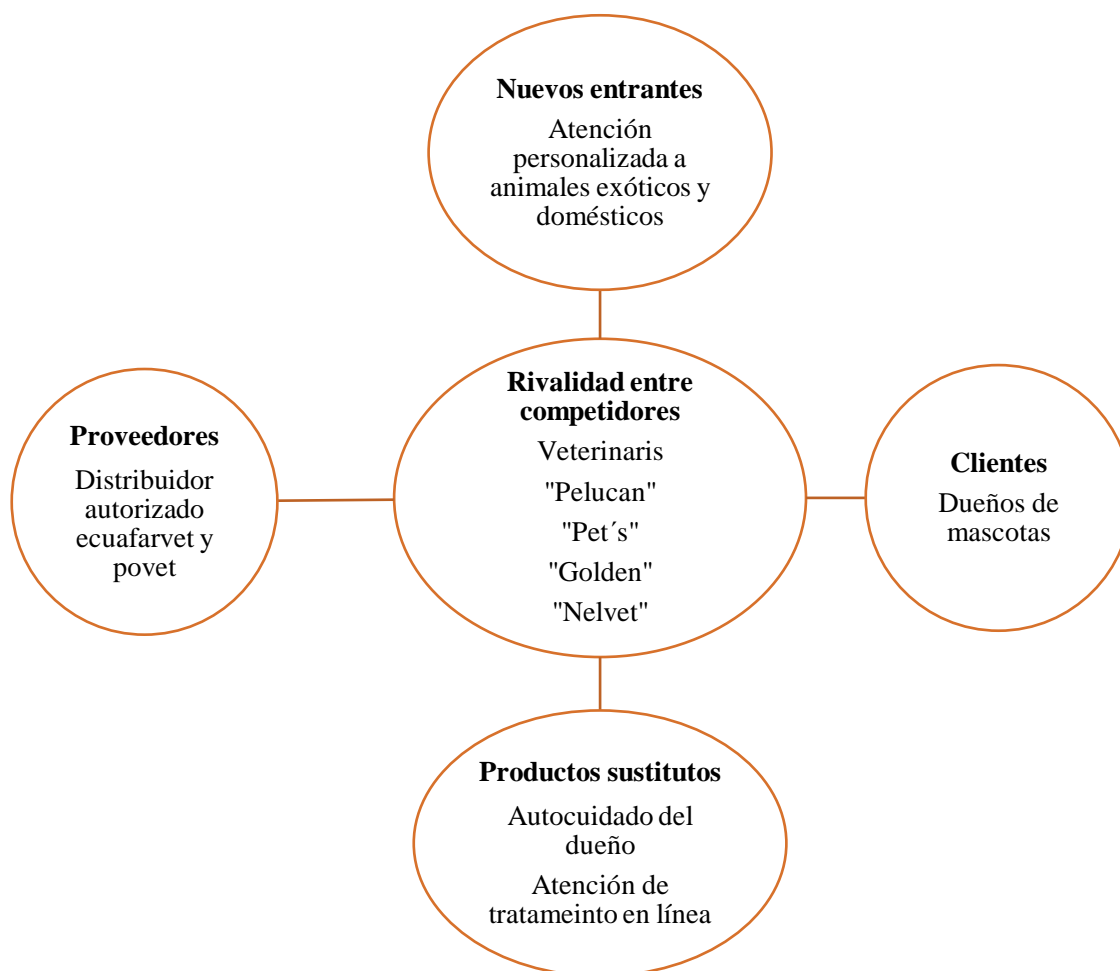 Nuevos entrantes
Atención
personalizada a
animales exóticos y
domésticos
Rivalidad entre
competidores
Veterinaris
"Pelucan"
"Pet´s"
"Golden"
"Nelvet"
Proveedores
Distribuidor
autorizado
ecuafarvet y
povet
Clientes
Dueños de
mascotas
Productos sustitutos
Autocuidado del
dueño
Atención de
tratameinto en línea